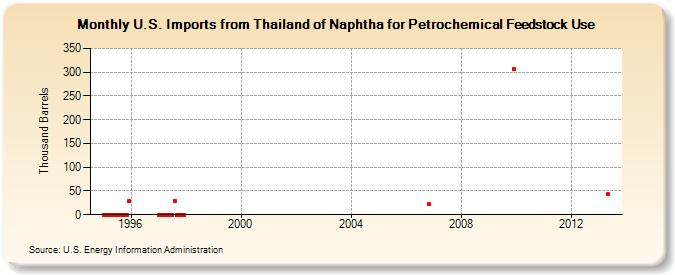 Monthly U.S. Imports from Thailand of Naphtha for Petrochemical Feedstock Use
Thousand Barrels
350
300
250
200
150
100
50
0
1996 2000 2004 2008 2012
Source: U.S. Energy Information Administration